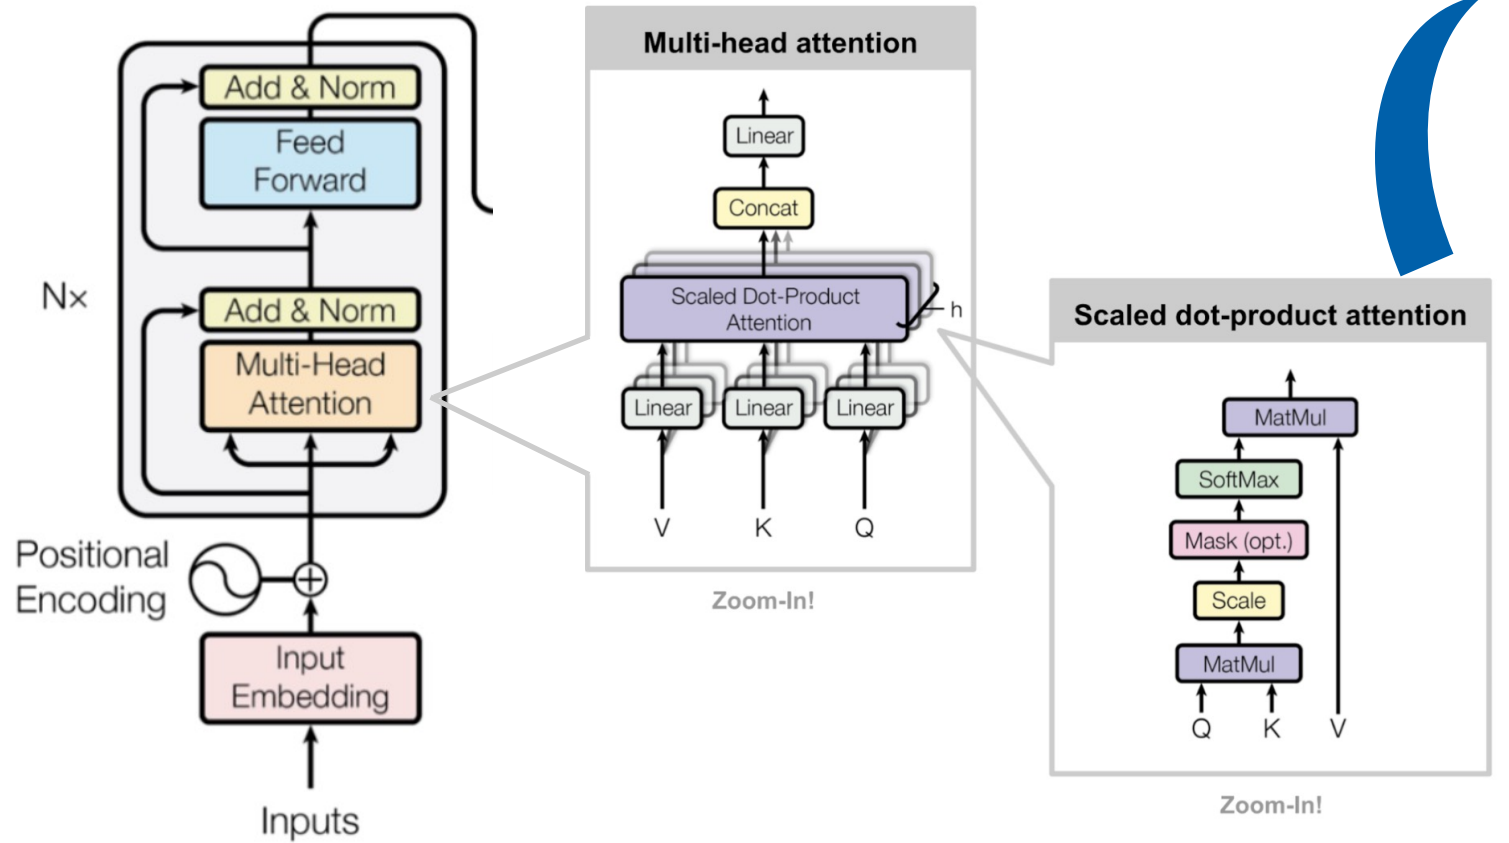 Add & Norm
Feed
Forward
N×
Add & Norm
Multi-Head
Attention
Positional
Encoding
Input
Embedding
Inputs
Multi-head attention
Linear
Concat
Scaled Dot-Product
Attention
h
Linear Linear Linear
V K Q
Zoom-In!
Scaled dot-product attention
MatMul
SoftMax
Mask (opt.)
Scale
MatMul
Q K V
Zoom-In!